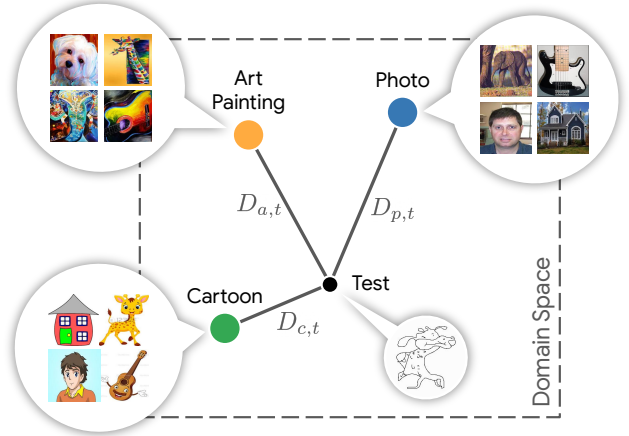 Art
Painting
Photo
D_{a,t}
D_{p,t}
Cartoon
Test
D_{c,t}
Domain Space